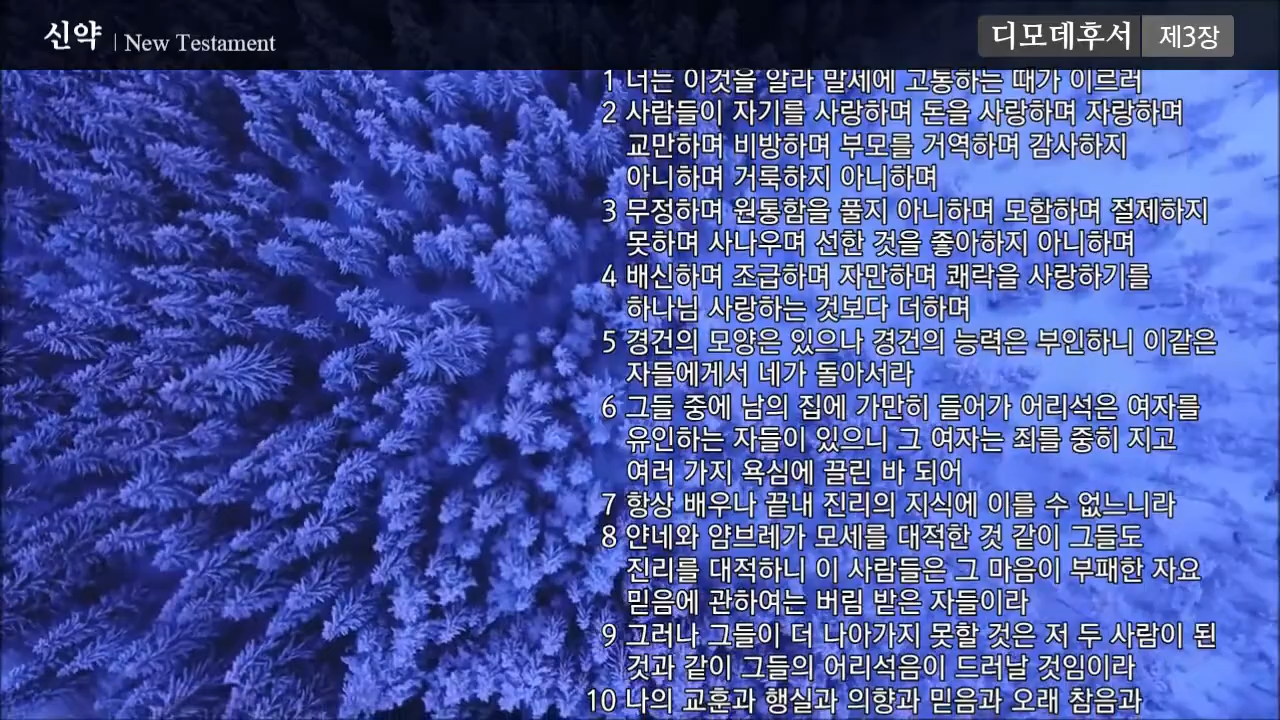 신약 | New Testament
디모데후서 제3장
1 너는 이것을 알라 말세에 고통하는 때가 이르러
2 사람들이 자기를 사랑하며 돈을 사랑하며 자랑하며
교만하며 비방하며 부모를 거역하며 감사하지
아니하며 거룩하지 아니하며
3 무정하며 원통함을 풀지 아니하며 모함하며 절제하지
못하며 사나우며 선한 것을 좋아하지 아니하며
4 배신하며 조급하며 자만하며 쾌락을 사랑하기를
하나님 사랑하는 것보다 더하며
5 경건의 모양은 있으나 경건의 능력은 부인하니 이같은
자들에게서 네가 돌아서라
6 그들 중에 남의 집에 가만히 들어가 어리석은 여자를
유인하는 자들이 있으니 그 여자는 죄를 중히 지고
여러 가지 욕심에 끌린 바 되어
7 항상 배우나 끝내 진리의 지식에 이를 수 없느니라
8 얀네와 얌브레가 모세를 대적한 것 같이 그들도
진리를 대적하니 이 사람들은 그 마음이 부패한 자요
믿음에 관하여는 버림 받은 자들이라
9 그러나 그들이 더 나아가지 못할 것은 저 두 사람이 된
것과 같이 그들의 어리석음이 드러날 것임이라
10 나의 교훈과 행실과 의향과 믿음과 오래 참음과